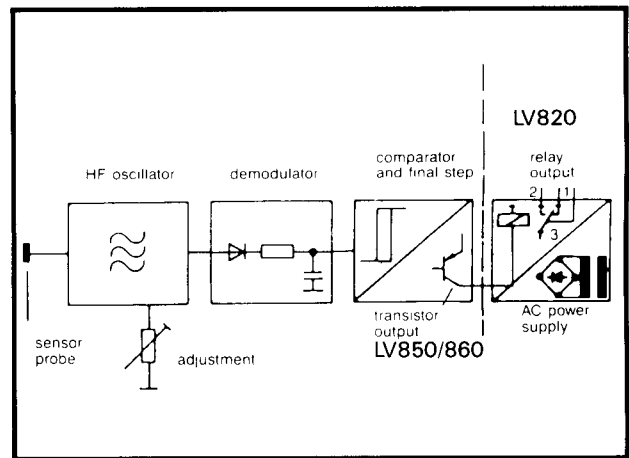 LV820
HF oscillator
demodulator
comparator
and final step
relay
output
2
1
3
sensor
probe
adjustment
transistor
output
LV850/860
AC power
supply